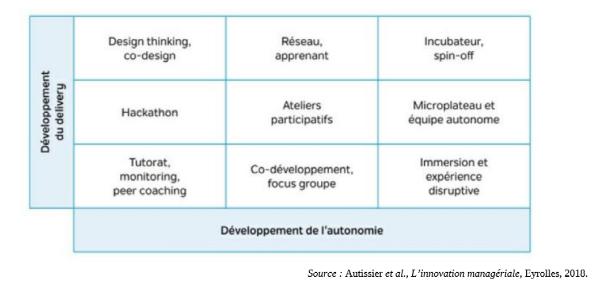 Développement
du delivery
Design thinking,
co-design
Réseau,
apprenant
Incubateur,
spin-off
Hackathon
Ateliers
participatifs
Microplateau et
équipe autonome
Tutorat,
monitoring,
peer coaching
Co-développement,
focus groupe
Immersion et
expérience
disruptive
Développement de l'autonomie
Source : Autissier et al., L'innovation managériale, Eyrolles, 2018.